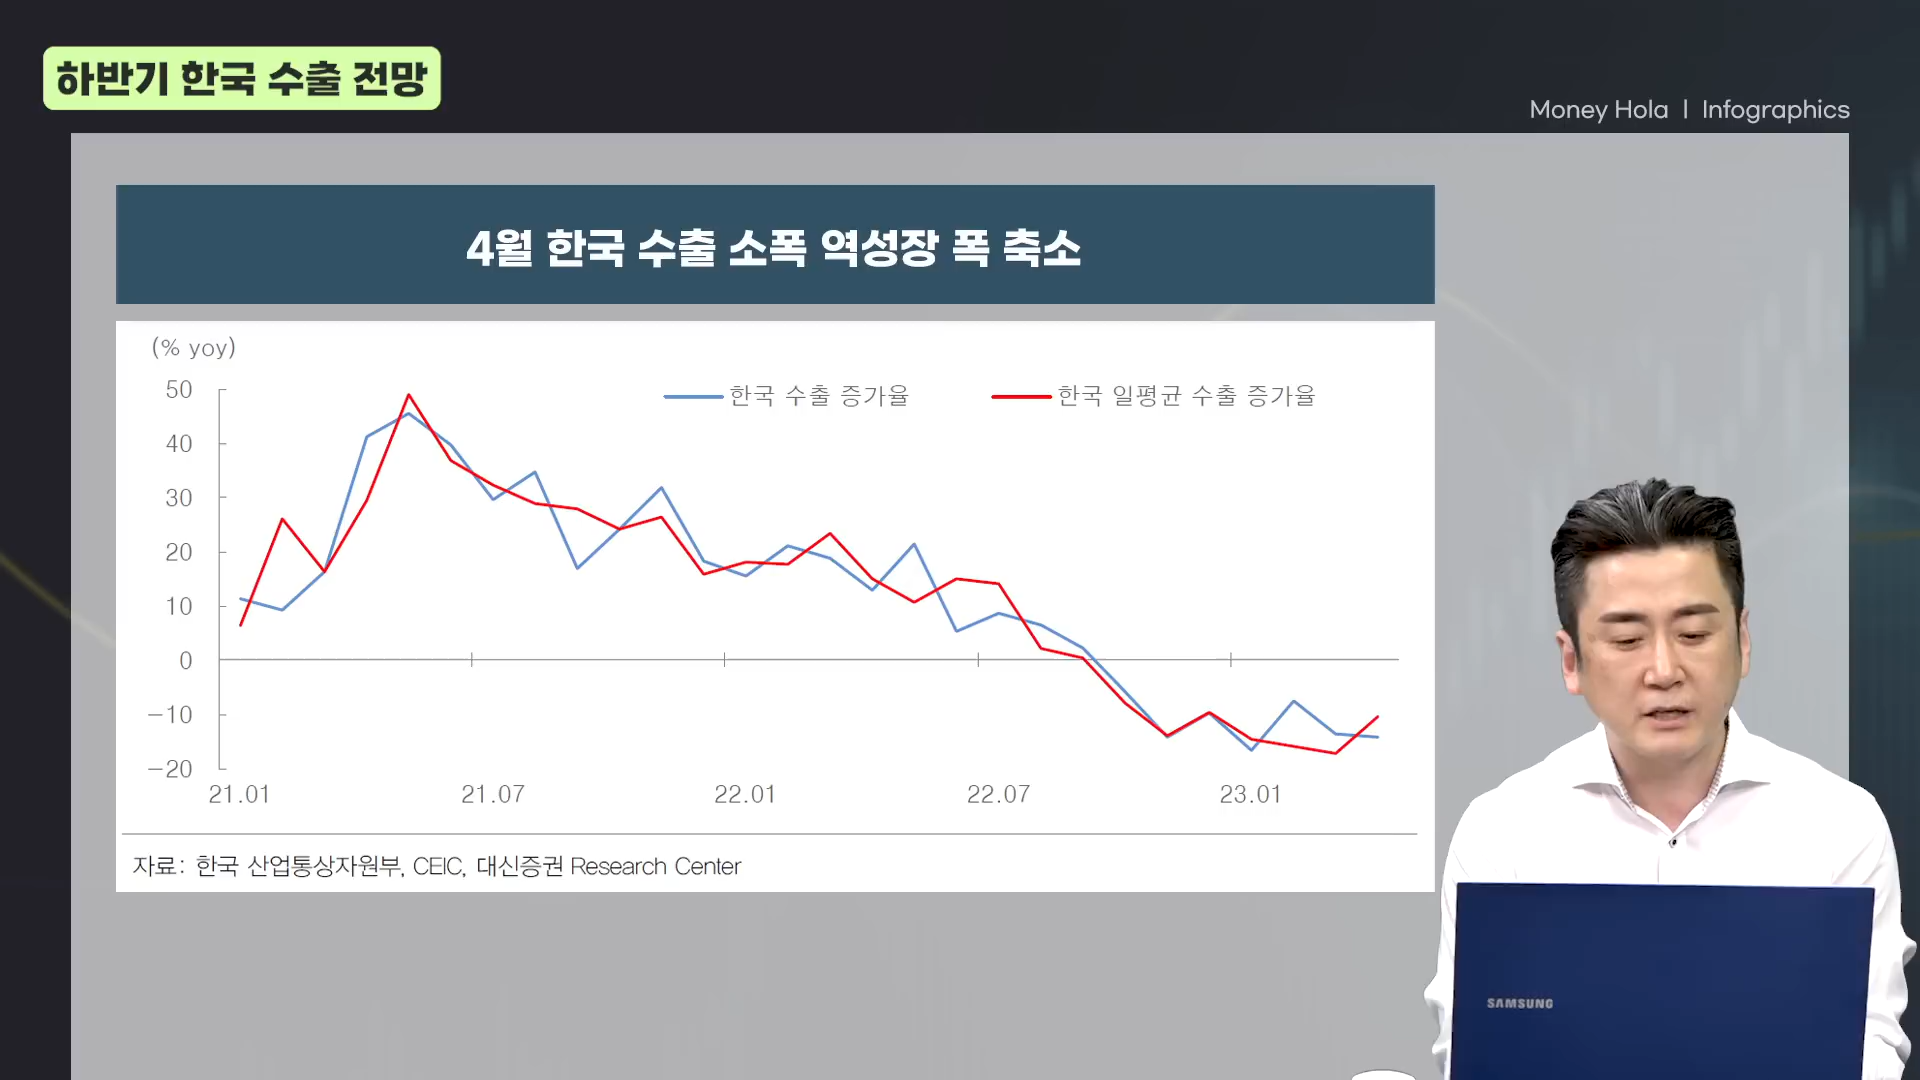 하반기 한국 수출 전망
Money Hola | Infographics
4월 한국 수출 소폭 역성장 폭 축소
(% yoy)
한국 수출 증가율
한국 일평균 수출 증가율
50
40
30
20
10
0
-10
-20
21.01
21.07
22.01
22.07
23.01
자료: 한국 산업통상자원부, CEIC, 대신증권 Research Center
SAMSUNG